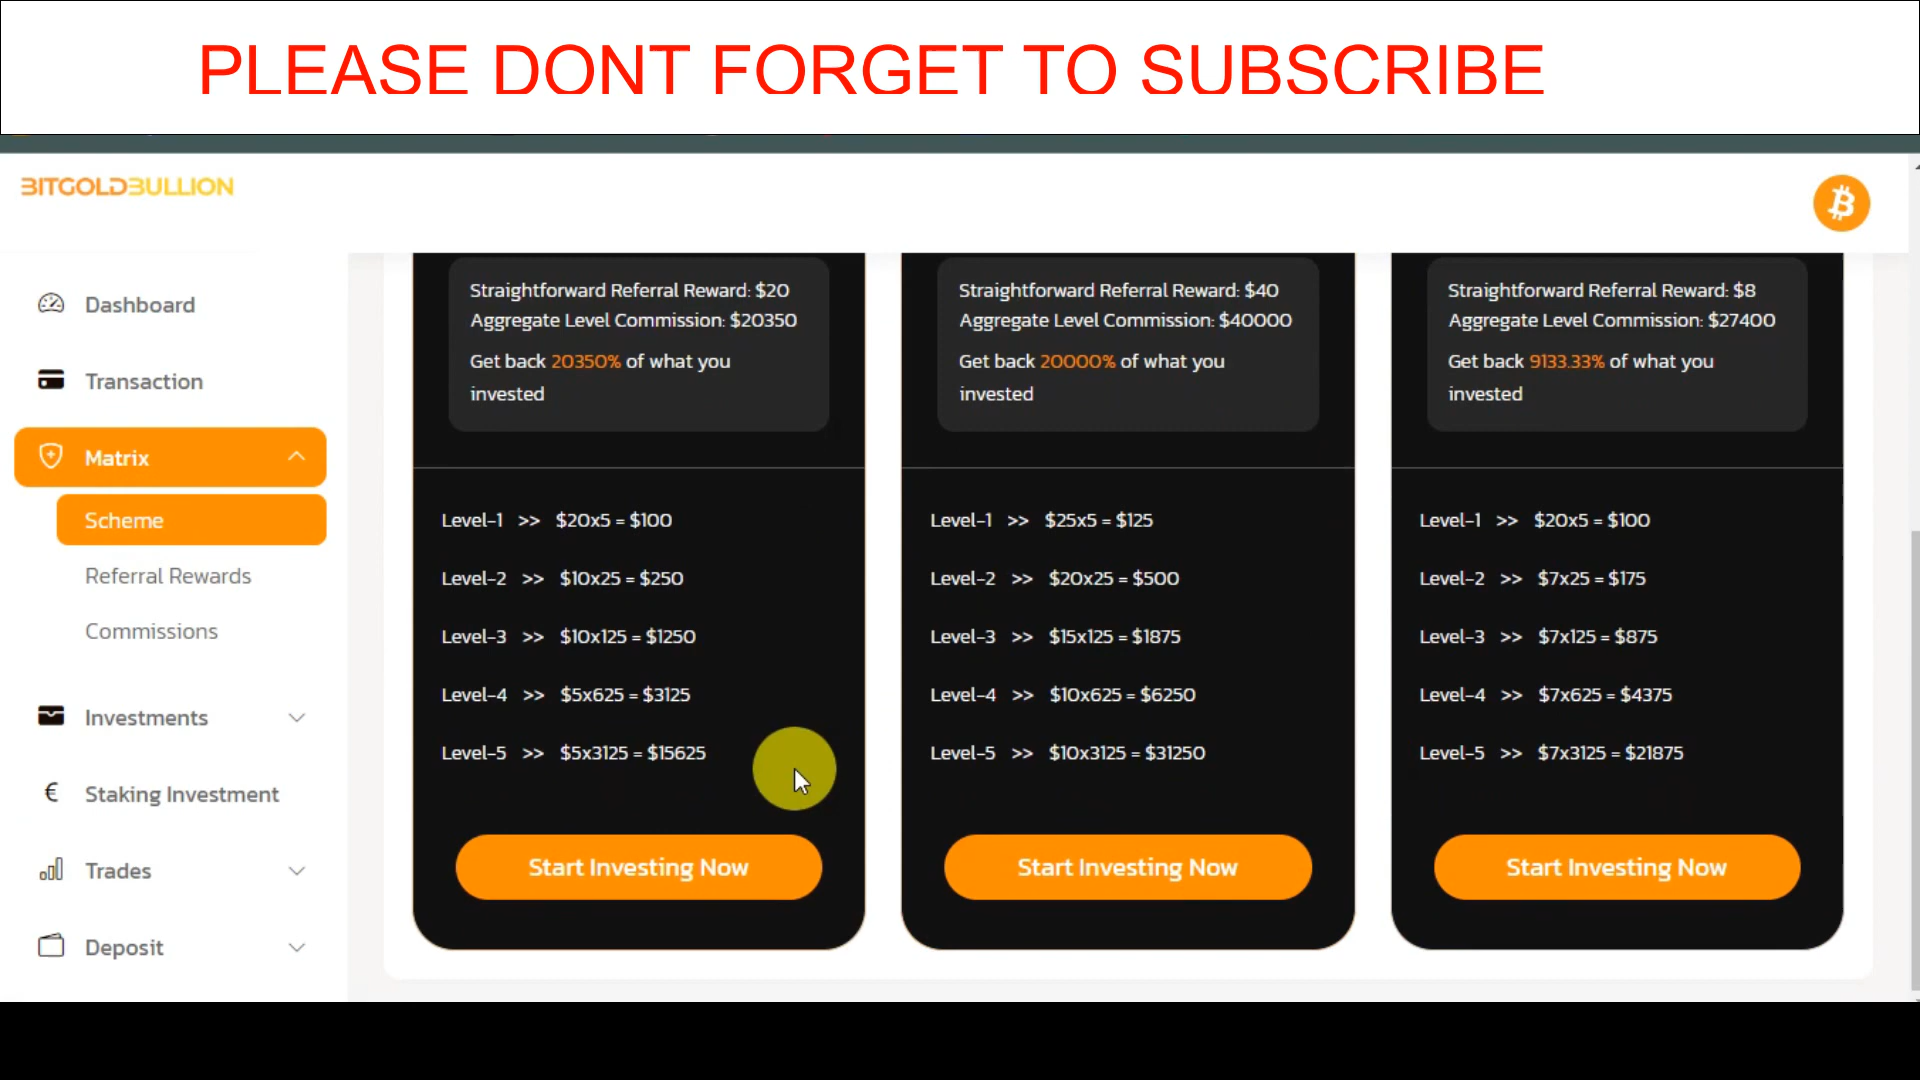 PLEASE DONT FORGET TO SUBSCRIBE
BITGOLDBULLION
Dashboard
Transaction
Matrix
Scheme
Referral Rewards
Commissions
Investments
€ Staking Investment
Trades
Deposit
Straightforward Referral Reward: $20
Aggregate Level Commission: $20350
Get back 20350% of what you
invested
Level-1 >> $20x5 = $100
Level-2 >> $10x25 = $250
Level-3 >> $10x125 = $1250
Level-4 >> $5x625 = $3125
Level-5 >> $5x3125 = $15625
Start Investing Now
Straightforward Referral Reward: $40
Aggregate Level Commission: $40000
Get back 20000% of what you
invested
Level-1 >> $25x5 = $125
Level-2 >> $20x25 = $500
Level-3 >> $15x125 = $1875
Level-4 >> $10x625 = $6250
Level-5 >> $10x3125 = $31250
Start Investing Now
Straightforward Referral Reward: $8
Aggregate Level Commission: $27400
Get back 9133.33% of what you
invested
Level-1 >> $20x5 = $100
Level-2 >> $7x25 = $175
Level-3 >> $7x125 = $875
Level-4 >> $7x625 = $4375
Level-5 >> $7x3125 = $21875
Start Investing Now